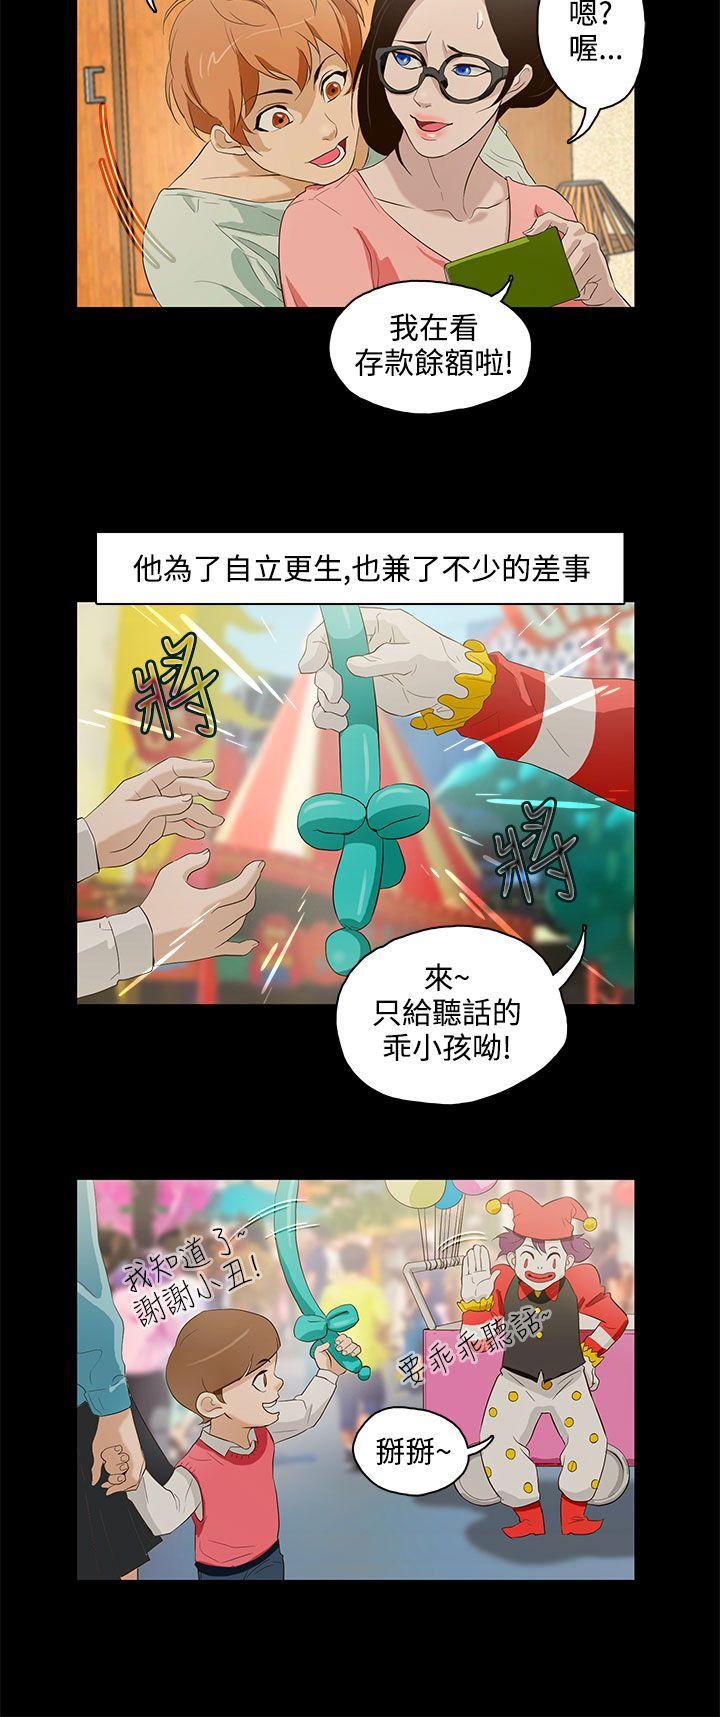 嗯?
喔...
我在看
存款餘額啦!
他為了自立更生,也兼了不少的差事
將
將
來~
只給聽話的
乖小孩呦!
我知道了~
謝謝小丑!
要乖乖聽話~
掰掰~